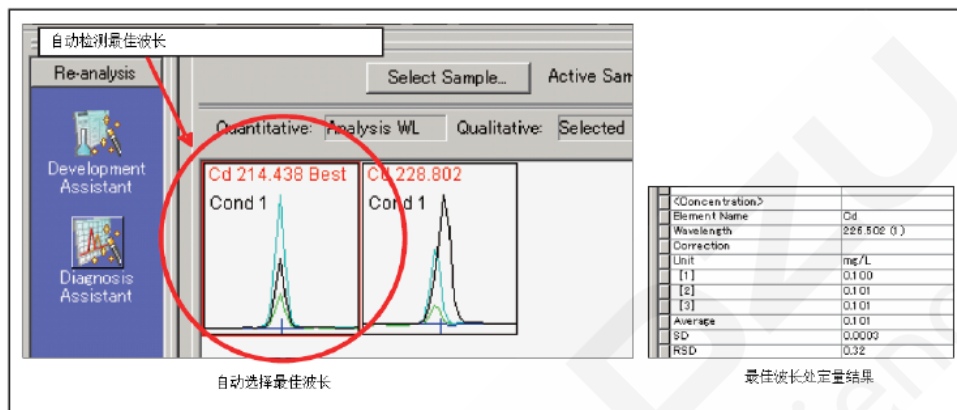 自动检测最佳波长
Re-analysis
Select Sample...
Active Sam
Quantitative: Analysis WL Qualitative: Selected
Development
Assistant
Cd 214.438 Best
Cond 1
Cd 228.802
Cond 1
Diagnosis
Assistant
自动选择最佳波长
<Concentration>
Element Name Cd
Wavelength 226.502 (1)
Correction
Unit mg/L
[1] 0.100
[2] 0.101
[3] 0.101
Average 0.101
SD 0.0003
RSD 0.32
最佳波长处定量结果